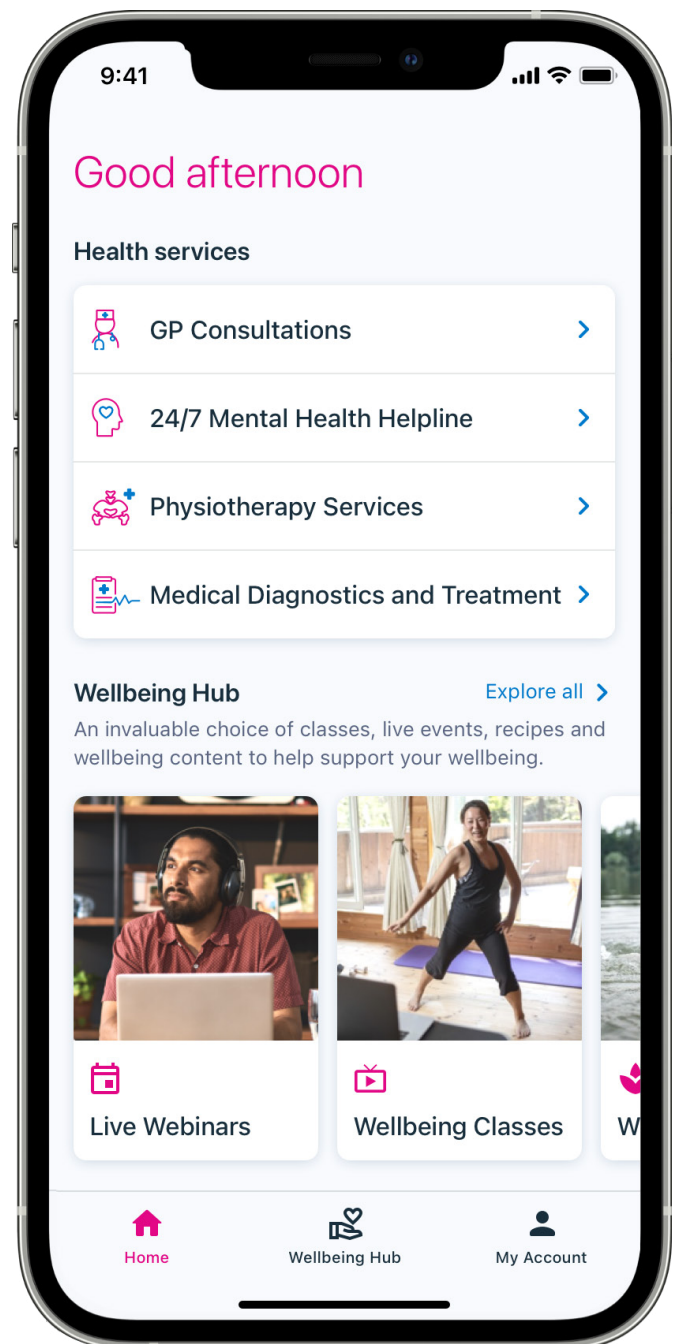 9:41
Good afternoon
Health services
GP Consultations
24/7 Mental Health Helpline
Physiotherapy Services
Medical Diagnostics and Treatment
Wellbeing Hub
Explore all
An invaluable choice of classes, live events, recipes and
wellbeing content to help support your wellbeing.
Live Webinars
Wellbeing Classes
W
Home
Wellbeing Hub
My Account